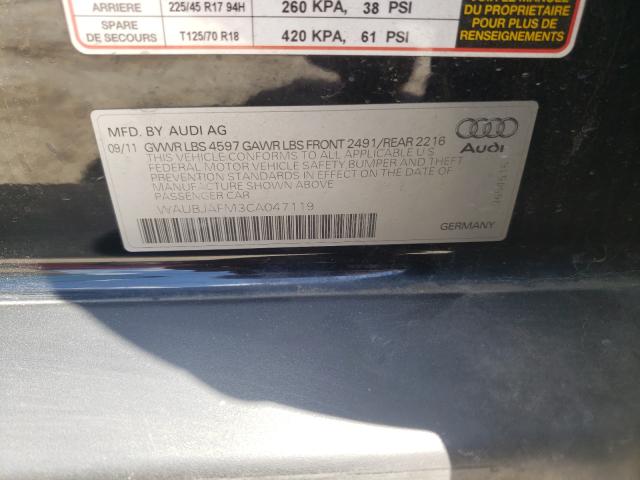 ARRIERE 225/45 R17 94H 260 KPA, 38 PSI
SPARE
DE SECOURS T125/70 R18 420 KPA, 61 PSI
VOIR LE MANUEL
DU PROPRIETAIRE
POUR PLUS DE
RENSEIGNEMENTS
MFD. BY AUDI AG
09/11 GVWR LBS 4597 GAWR LBS FRONT 2491/REAR 2216
THIS VEHICLE CONFORMS TO ALL APPLICABLE U S
FEDERAL MOTOR VEHICLE SAFETY BUMPER AND THEFT
PREVENTION STANDARDS IN EFFECT ON THE DATE OF
MANUFACTURE SHOWN ABOVE
PASSENGER CAR
WAUBJAFM3CA047119
Audi
GERMANY